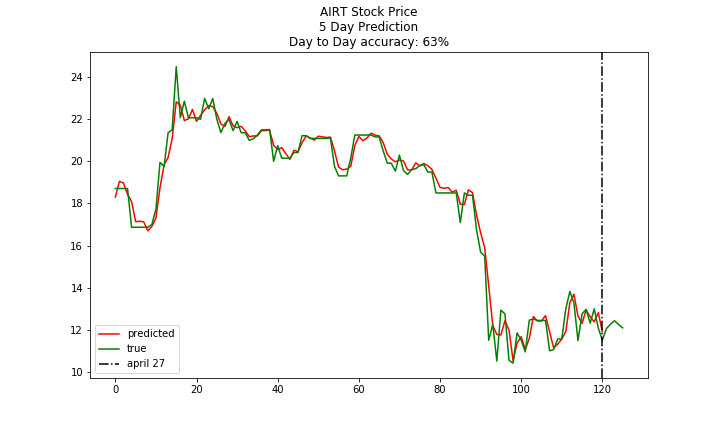 AIRT Stock Price
5 Day Prediction
Day to Day accuracy: 63%
24
22
20
18
16
14
12
10
predicted
true
april 27
0 20 40 60 80 100 120